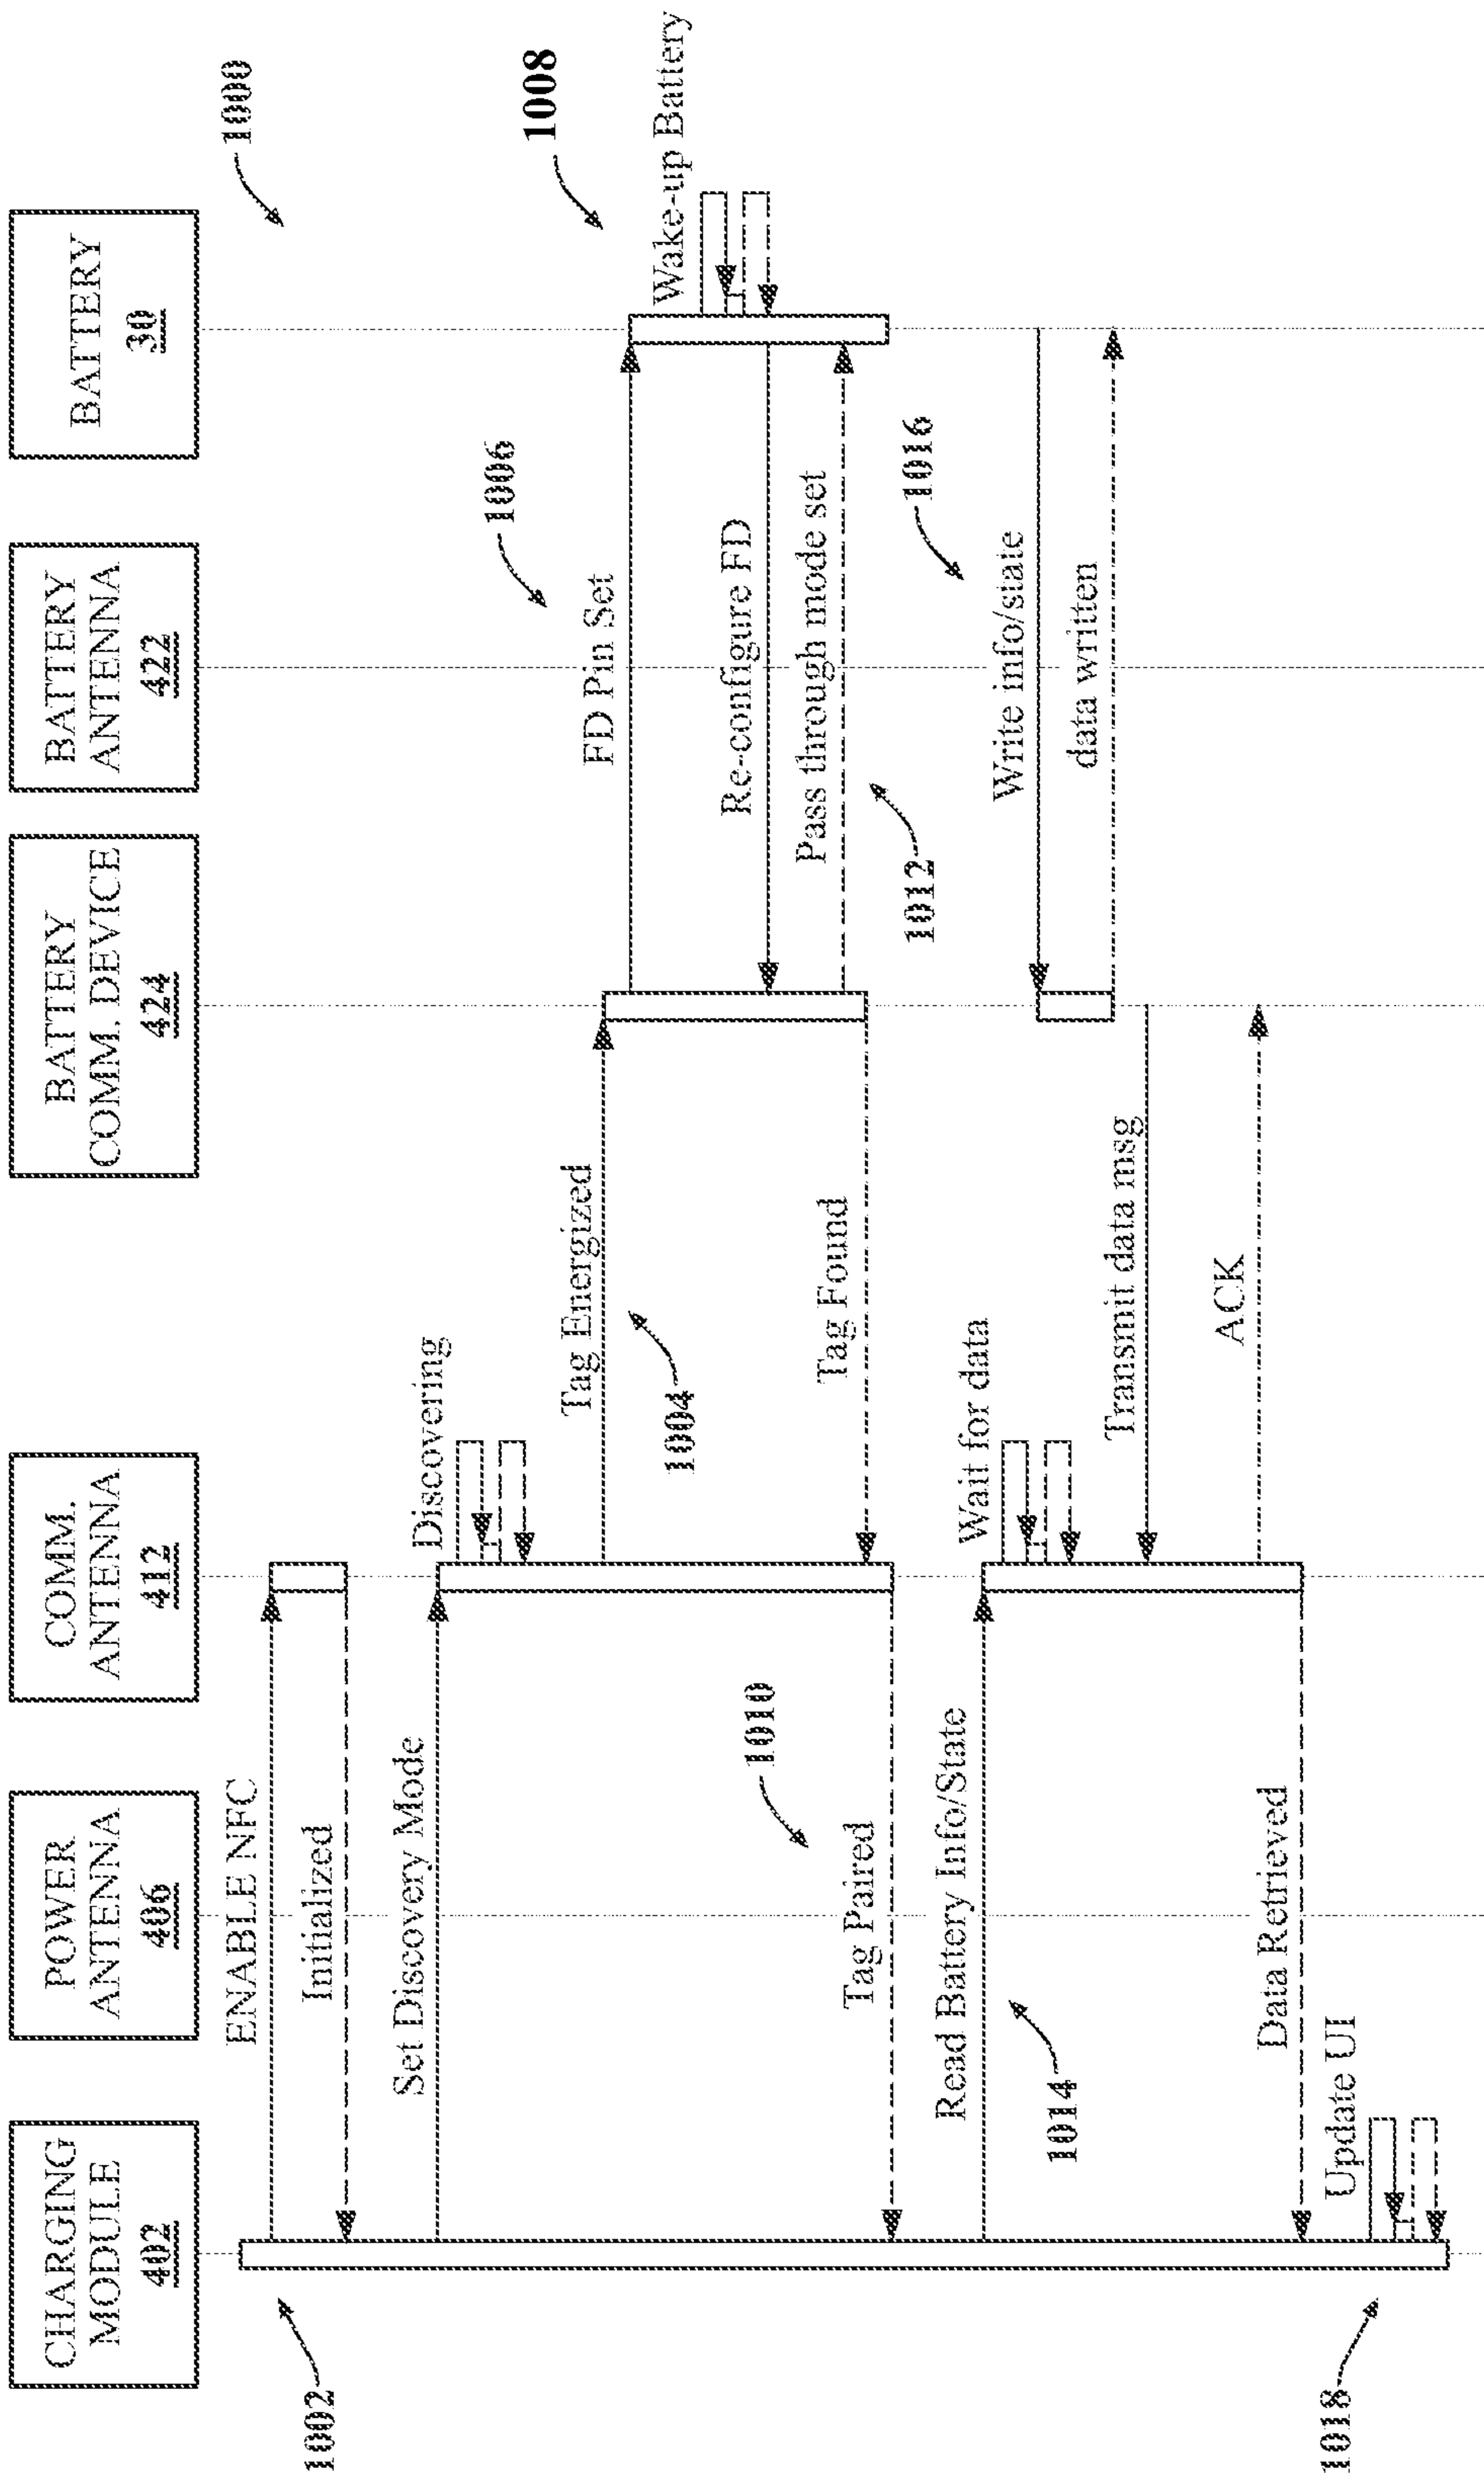 CHARGING
MODULE
402
POWER
ANTENNA
406
COMM.
ANTENNA
412
BATTERY
COMM. DEVICE
424
BATTERY
ANTENNA
422
BATTERY
30
1000
1002
ENABLE NFC
Initialized
Set Discovery Mode
Discovering
Tag Energized
1004
FD Pin Set
1006
1008
Wake-up Battery
Re-configure FD
Pass through mode set
1012
Tag Found
1010
Tag Paired
Read Battery Info/State
1014
Wait for data
Write info/state
1016
data written
Transmit data msg
ACK
Data Retrieved
Update UI
1018